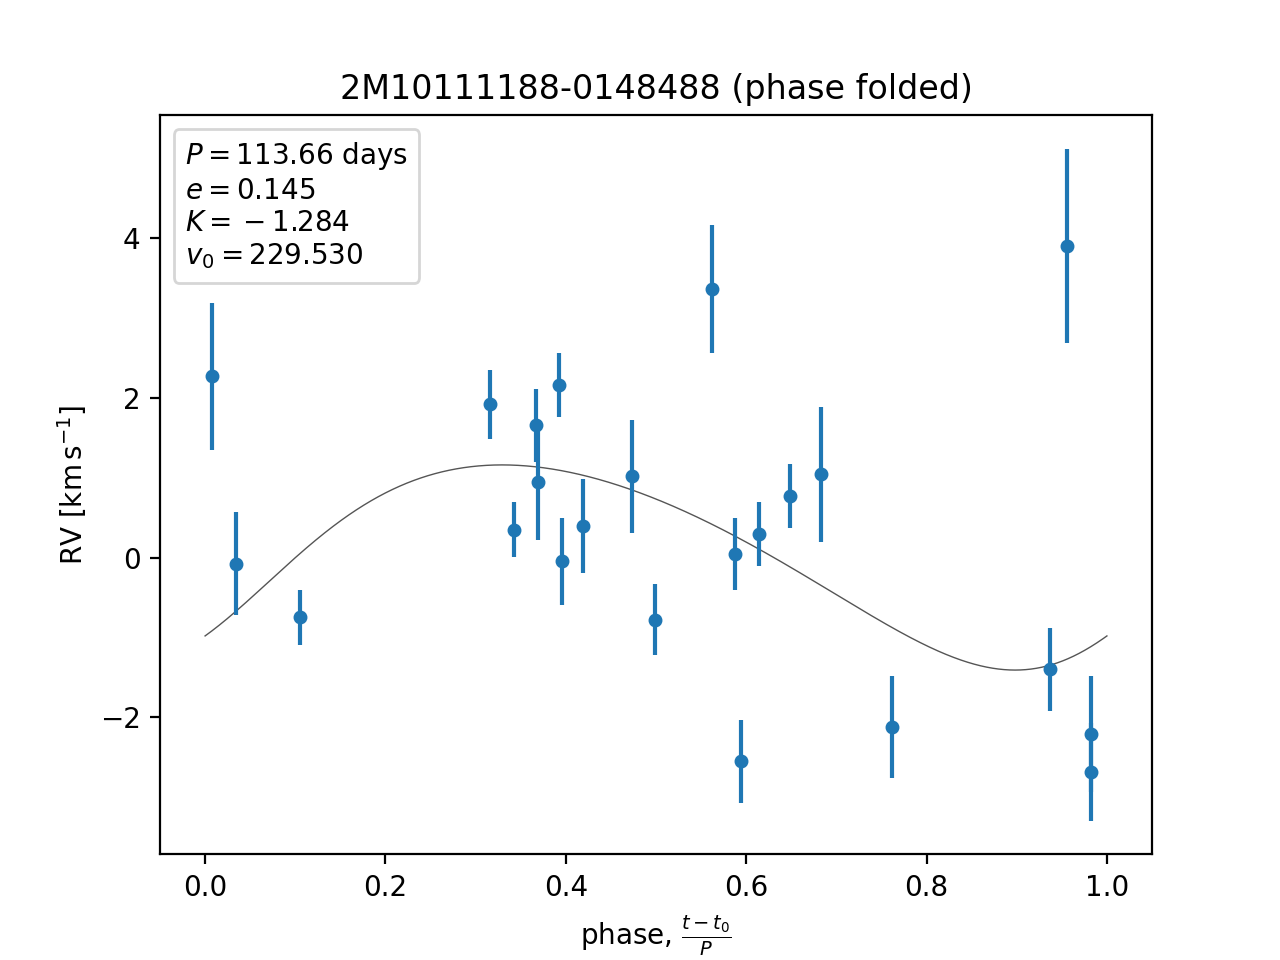 2M10111188-0148488 (phase folded)
P = 113.66 days
e = 0.145
K = −1.284
v₀ = 229.530
4
2
0
−2
RV [km s⁻¹]
0.0 0.2 0.4 0.6 0.8 1.0
phase, (t − t₀)/P